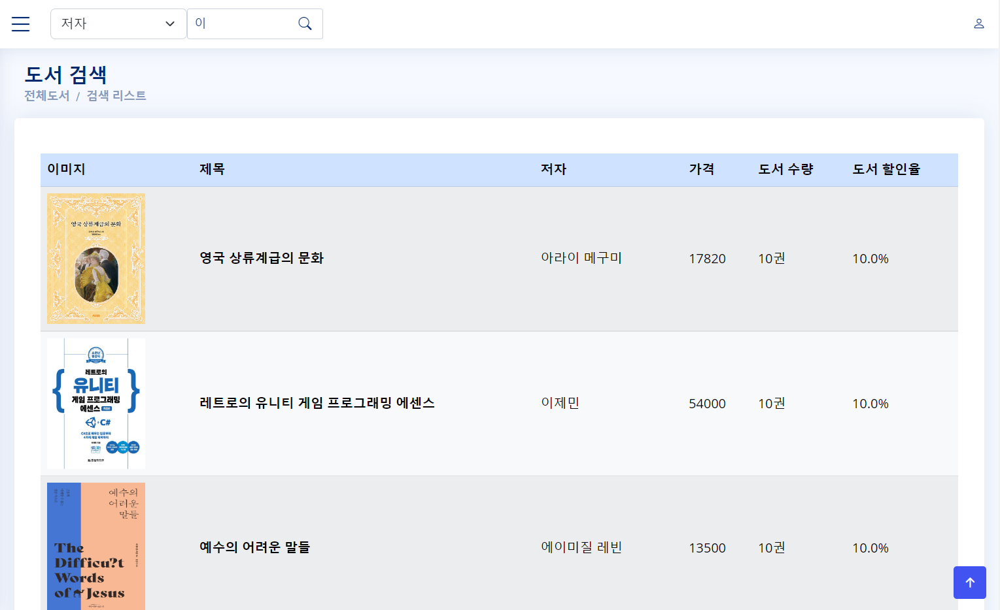 저자
이
도서 검색
전체도서 / 검색 리스트
이미지 제목 저자 가격 도서 수량 도서 할인율
영국 상류계급의 문화
영국 상류계급의 문화 아라이 메구미 17820 10권 10.0%
레트로의
유니티
게임 프로그래밍
에센스
C#
레트로의 유니티 게임 프로그래밍 에센스 이제민 54000 10권 10.0%
예수의
어려운
말들
The
Difficu?t
Words
of Jesus
예수의 어려운 말들 에이미질 레빈 13500 10권 10.0%